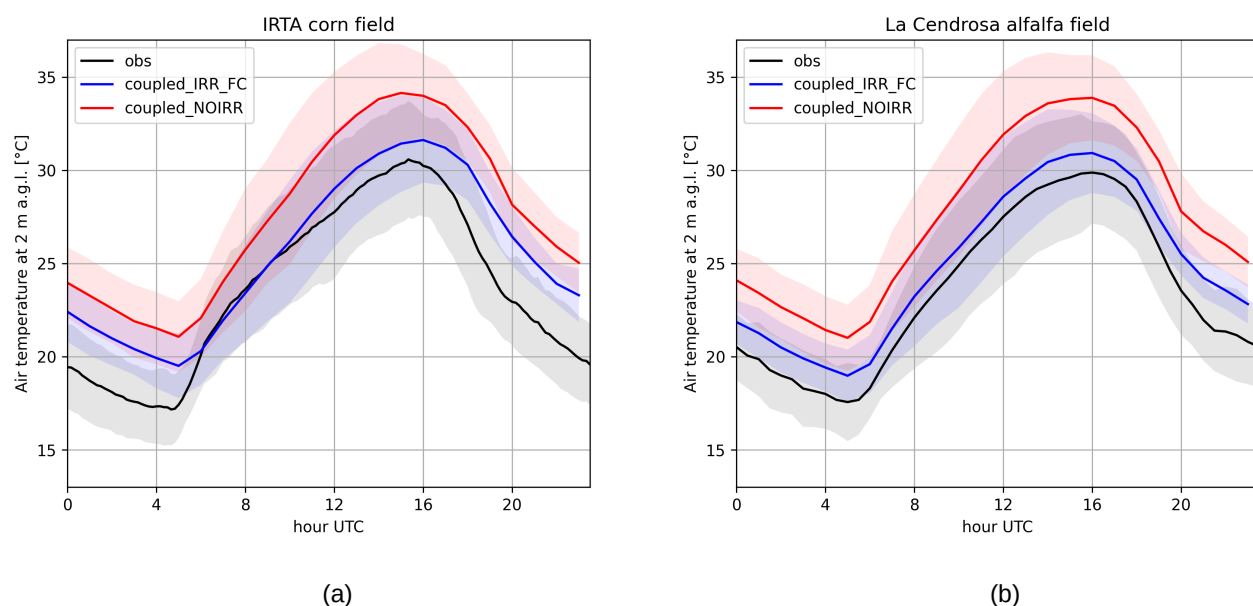 IRTA corn field
obs
coupled_IRR_FC
coupled_NOIRR
Air temperature at 2 m a.g.l. [°C]
35
30
25
20
15
0 4 8 12 16 20
hour UTC
(a)
La Cendrosa alfalfa field
obs
coupled_IRR_FC
coupled_NOIRR
Air temperature at 2 m a.g.l. [°C]
35
30
25
20
15
0 4 8 12 16 20
hour UTC
(b)